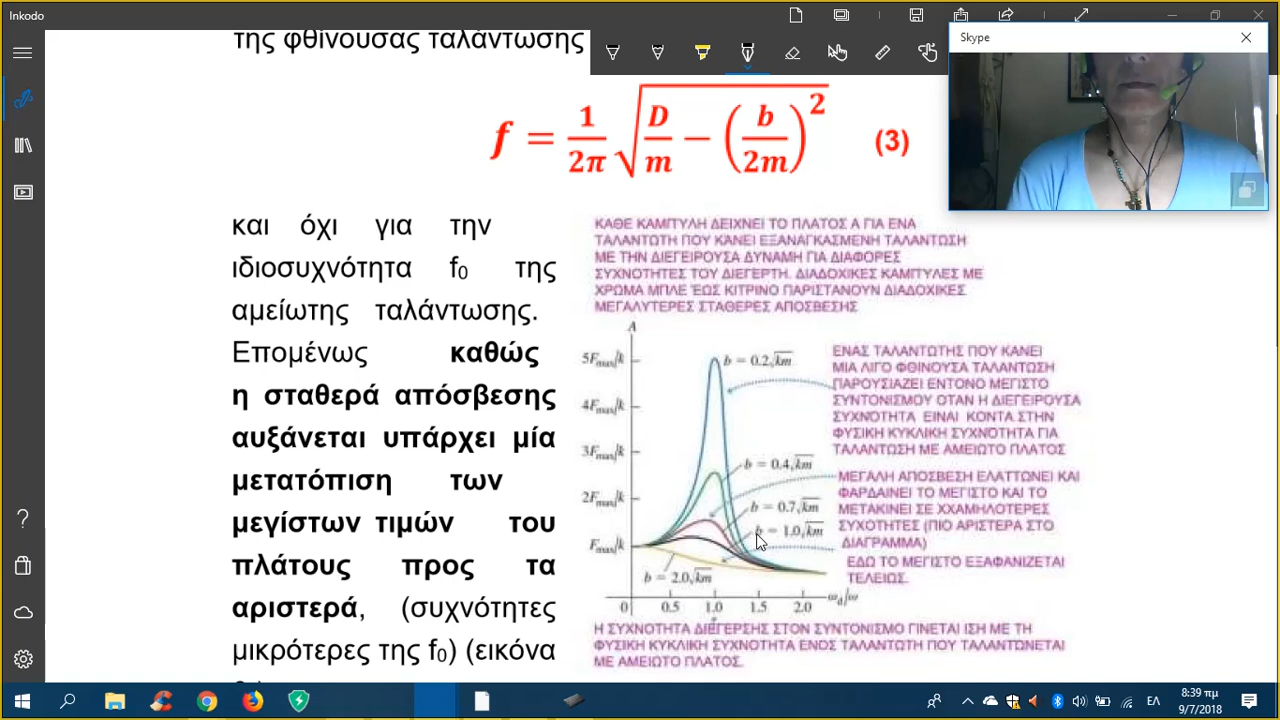 Inkodo
Skype
της φθίνουσας ταλάντωσης
f = 1/2π √(D/m − (b/2m)²) (3)
και όχι για την
ιδιοσυχνότητα f₀ της
αμείωτης ταλάντωσης.
Επομένως καθώς
η σταθερά απόσβεσης
αυξάνεται υπάρχει μία
μετατόπιση των
μεγίστων τιμών του
πλάτους προς τα
αριστερά, (συχνότητες
μικρότερες της f₀) (εικόνα
ΚΑΘΕ ΚΑΜΠΥΛΗ ΔΕΙΧΝΕΙ ΤΟ ΠΛΑΤΟΣ Α ΓΙΑ ΕΝΑ
ΤΑΛΑΝΤΩΤΗ ΠΟΥ ΚΑΝΕΙ ΕΞΑΝΑΓΚΑΣΜΕΝΗ ΤΑΛΑΝΤΩΣΗ
ΜΕ ΤΗΝ ΔΙΕΓΕΙΡΟΥΣΑ ΔΥΝΑΜΗ ΓΙΑ ΔΙΑΦΟΡΕΣ
ΣΥΧΝΟΤΗΤΕΣ ΤΟΥ ΔΙΕΓΕΡΤΗ. ΔΙΑΔΟΧΙΚΕΣ ΚΑΜΠΥΛΕΣ ΜΕ
ΧΡΩΜΑ ΜΠΛΕ ΈΩΣ ΚΙΤΡΙΝΟ ΠΑΡΙΣΤΑΝΟΥΝ ΔΙΑΔΟΧΙΚΕΣ
ΜΕΓΑΛΥΤΕΡΕΣ ΣΤΑΘΕΡΕΣ ΑΠΟΣΒΕΣΗΣ
A
5Fmax/k
4Fmax/k
3Fmax/k
2Fmax/k
Fmax/k
b = 0.2√km
b = 0.4√km
b = 0.7√km
b = 1.0√km
b = 2.0√km
0 0.5 1.0 1.5 2.0 ωd/ω
ΕΝΑΣ ΤΑΛΑΝΤΩΤΗΣ ΠΟΥ ΚΑΝΕΙ
ΜΙΑ ΛΙΓΟ ΦΘΙΝΟΥΣΑ ΤΑΛΑΝΤΩΣΗ
ΠΑΡΟΥΣΙΑΖΕΙ ΕΝΤΟΝΟ ΜΕΓΙΣΤΟ
ΣΥΝΤΟΝΙΣΜΟΥ ΟΤΑΝ Η ΔΙΕΓΕΙΡΟΥΣΑ
ΣΥΧΝΟΤΗΤΑ ΕΙΝΑΙ ΚΟΝΤΑ ΣΤΗΝ
ΦΥΣΙΚΗ ΚΥΚΛΙΚΗ ΣΥΧΝΟΤΗΤΑ ΓΙΑ
ΤΑΛΑΝΤΩΣΗ ΜΕ ΑΜΕΙΩΤΟ ΠΛΑΤΟΣ
ΜΕΓΑΛΗ ΑΠΟΣΒΕΣΗ ΕΛΑΤΤΩΝΕΙ ΚΑΙ
ΦΑΡΔΑΙΝΕΙ ΤΟ ΜΕΓΙΣΤΟ ΚΑΙ ΤΟ
ΜΕΤΑΚΙΝΕΙ ΣΕ ΧΧΑΜΗΛΟΤΕΡΕΣ
ΣΥΧΟΤΗΤΕΣ (ΠΙΟ ΑΡΙΣΤΕΡΑ ΣΤΟ
ΔΙΑΓΡΑΜΜΑ)
ΕΔΩ ΤΟ ΜΕΓΙΣΤΟ ΕΞΑΦΑΝΙΖΕΤΑΙ
ΤΕΛΕΙΩΣ.
Η ΣΥΧΝΟΤΗΤΑ ΔΙΕΓΕΡΣΗΣ ΣΤΟΝ ΣΥΝΤΟΝΙΣΜΟ ΓΙΝΕΤΑΙ ΙΣΗ ΜΕ ΤΗ
ΦΥΣΙΚΗ ΚΥΚΛΙΚΗ ΣΥΧΝΟΤΗΤΑ ΕΝΟΣ ΤΑΛΑΝΤΩΤΗ ΠΟΥ ΤΑΛΑΝΤΩΝΕΤΑΙ
ΜΕ ΑΜΕΙΩΤΟ ΠΛΑΤΟΣ.
ΕΛ
8:39 πμ
9/7/2018